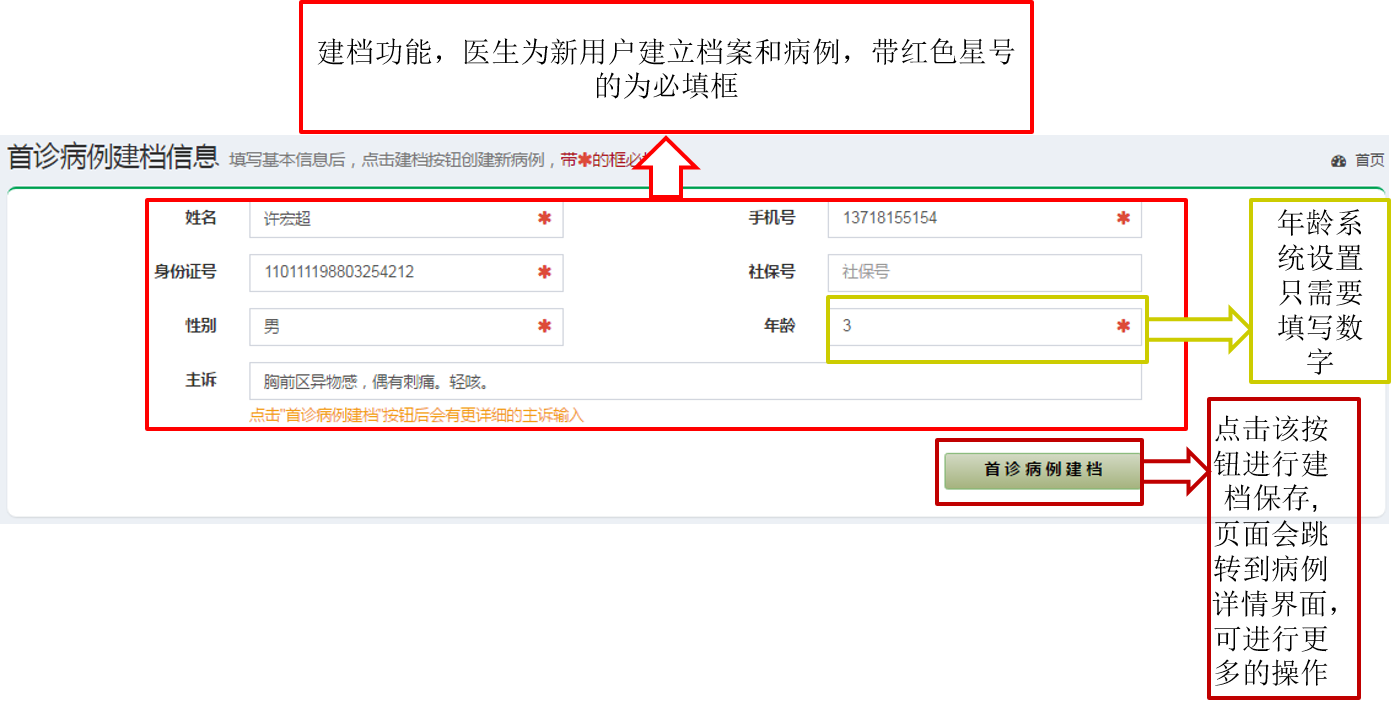 建档功能，医生为新用户建立档案和病例，带红色星号
的为必填框
首诊病例建档信息 填写基本信息后，点击建档按钮创建新病例，带✱的框必
首页
姓名 许宏超 ✱ 手机号 13718155154 ✱
身份证号 110111198803254212 ✱ 社保号 社保号
性别 男 ✱ 年龄 3 ✱
主诉 胸前区异物感，偶有刺痛。轻咳。
点击"首诊病例建档"按钮后会有更详细的主诉输入
首诊病例建档
年龄系
统设置
只需要
填写数
字
点击该按
钮进行建
档保存,
页面会跳
转到病例
详情界面，
可进行更
多的操作